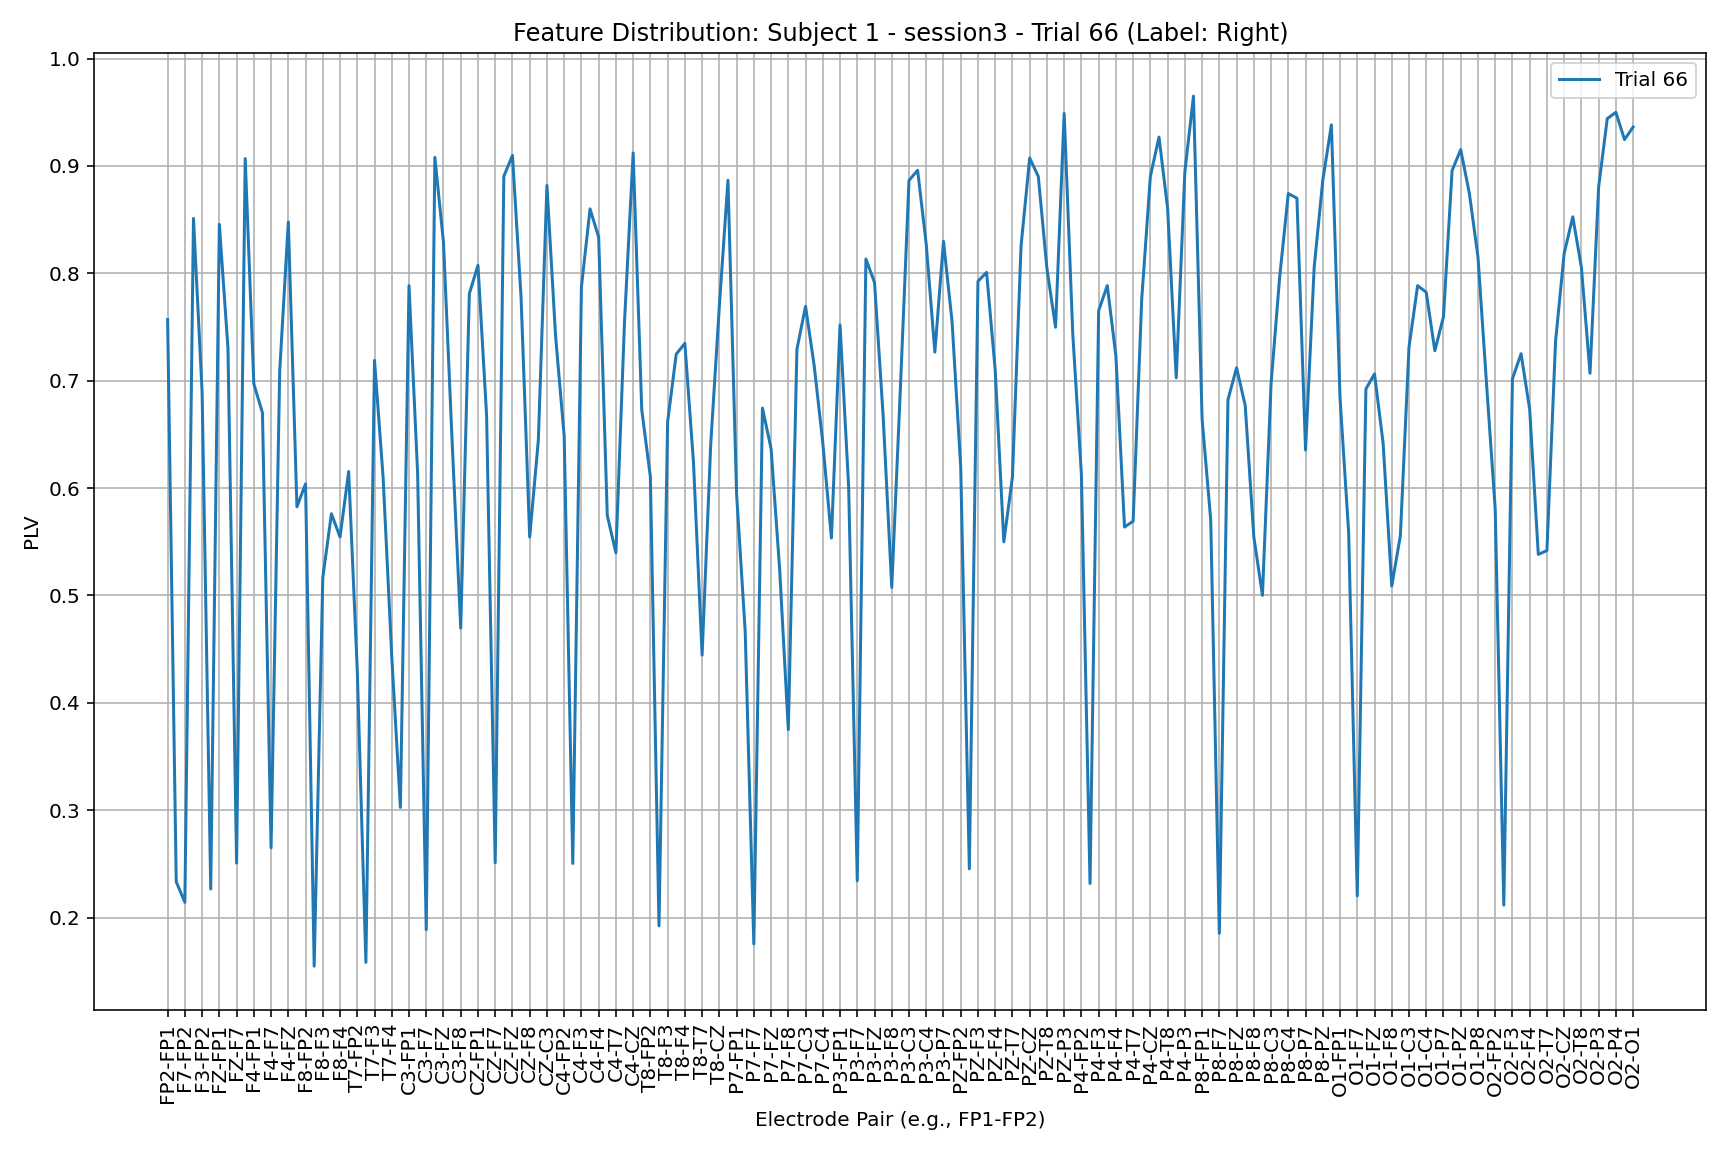 Feature Distribution: Subject 1 - session3 - Trial 66 (Label: Right)
Trial 66
1.0
0.9
0.8
0.7
0.6
0.5
0.4
0.3
0.2
PLV
FP2-FP1
F7-FP2
F3-FP2
FZ-FP1
FZ-F7
F4-FP1
F4-F7
F4-FZ
F8-FP2
F8-F3
F8-F4
T7-FP2
T7-F3
T7-F4
C3-FP1
C3-F7
C3-FZ
C3-F8
CZ-FP1
CZ-F7
CZ-FZ
CZ-F8
CZ-C3
C4-FP2
C4-F3
C4-F4
C4-T7
C4-CZ
T8-FP2
T8-F3
T8-F4
T8-T7
T8-CZ
P7-FP1
P7-F7
P7-FZ
P7-F8
P7-C3
P7-C4
P3-FP1
P3-F7
P3-FZ
P3-F8
P3-C3
P3-C4
P3-P7
PZ-FP2
PZ-F3
PZ-F4
PZ-T7
PZ-CZ
PZ-T8
PZ-P3
P4-FP2
P4-F3
P4-F4
P4-T7
P4-CZ
P4-T8
P4-P3
P8-FP1
P8-F7
P8-FZ
P8-F8
P8-C3
P8-C4
P8-P7
P8-PZ
O1-FP1
O1-F7
O1-FZ
O1-F8
O1-C3
O1-C4
O1-P7
O1-PZ
O1-P8
O2-FP2
O2-F3
O2-F4
O2-T7
O2-CZ
O2-T8
O2-P3
O2-P4
O2-O1
Electrode Pair (e.g., FP1-FP2)